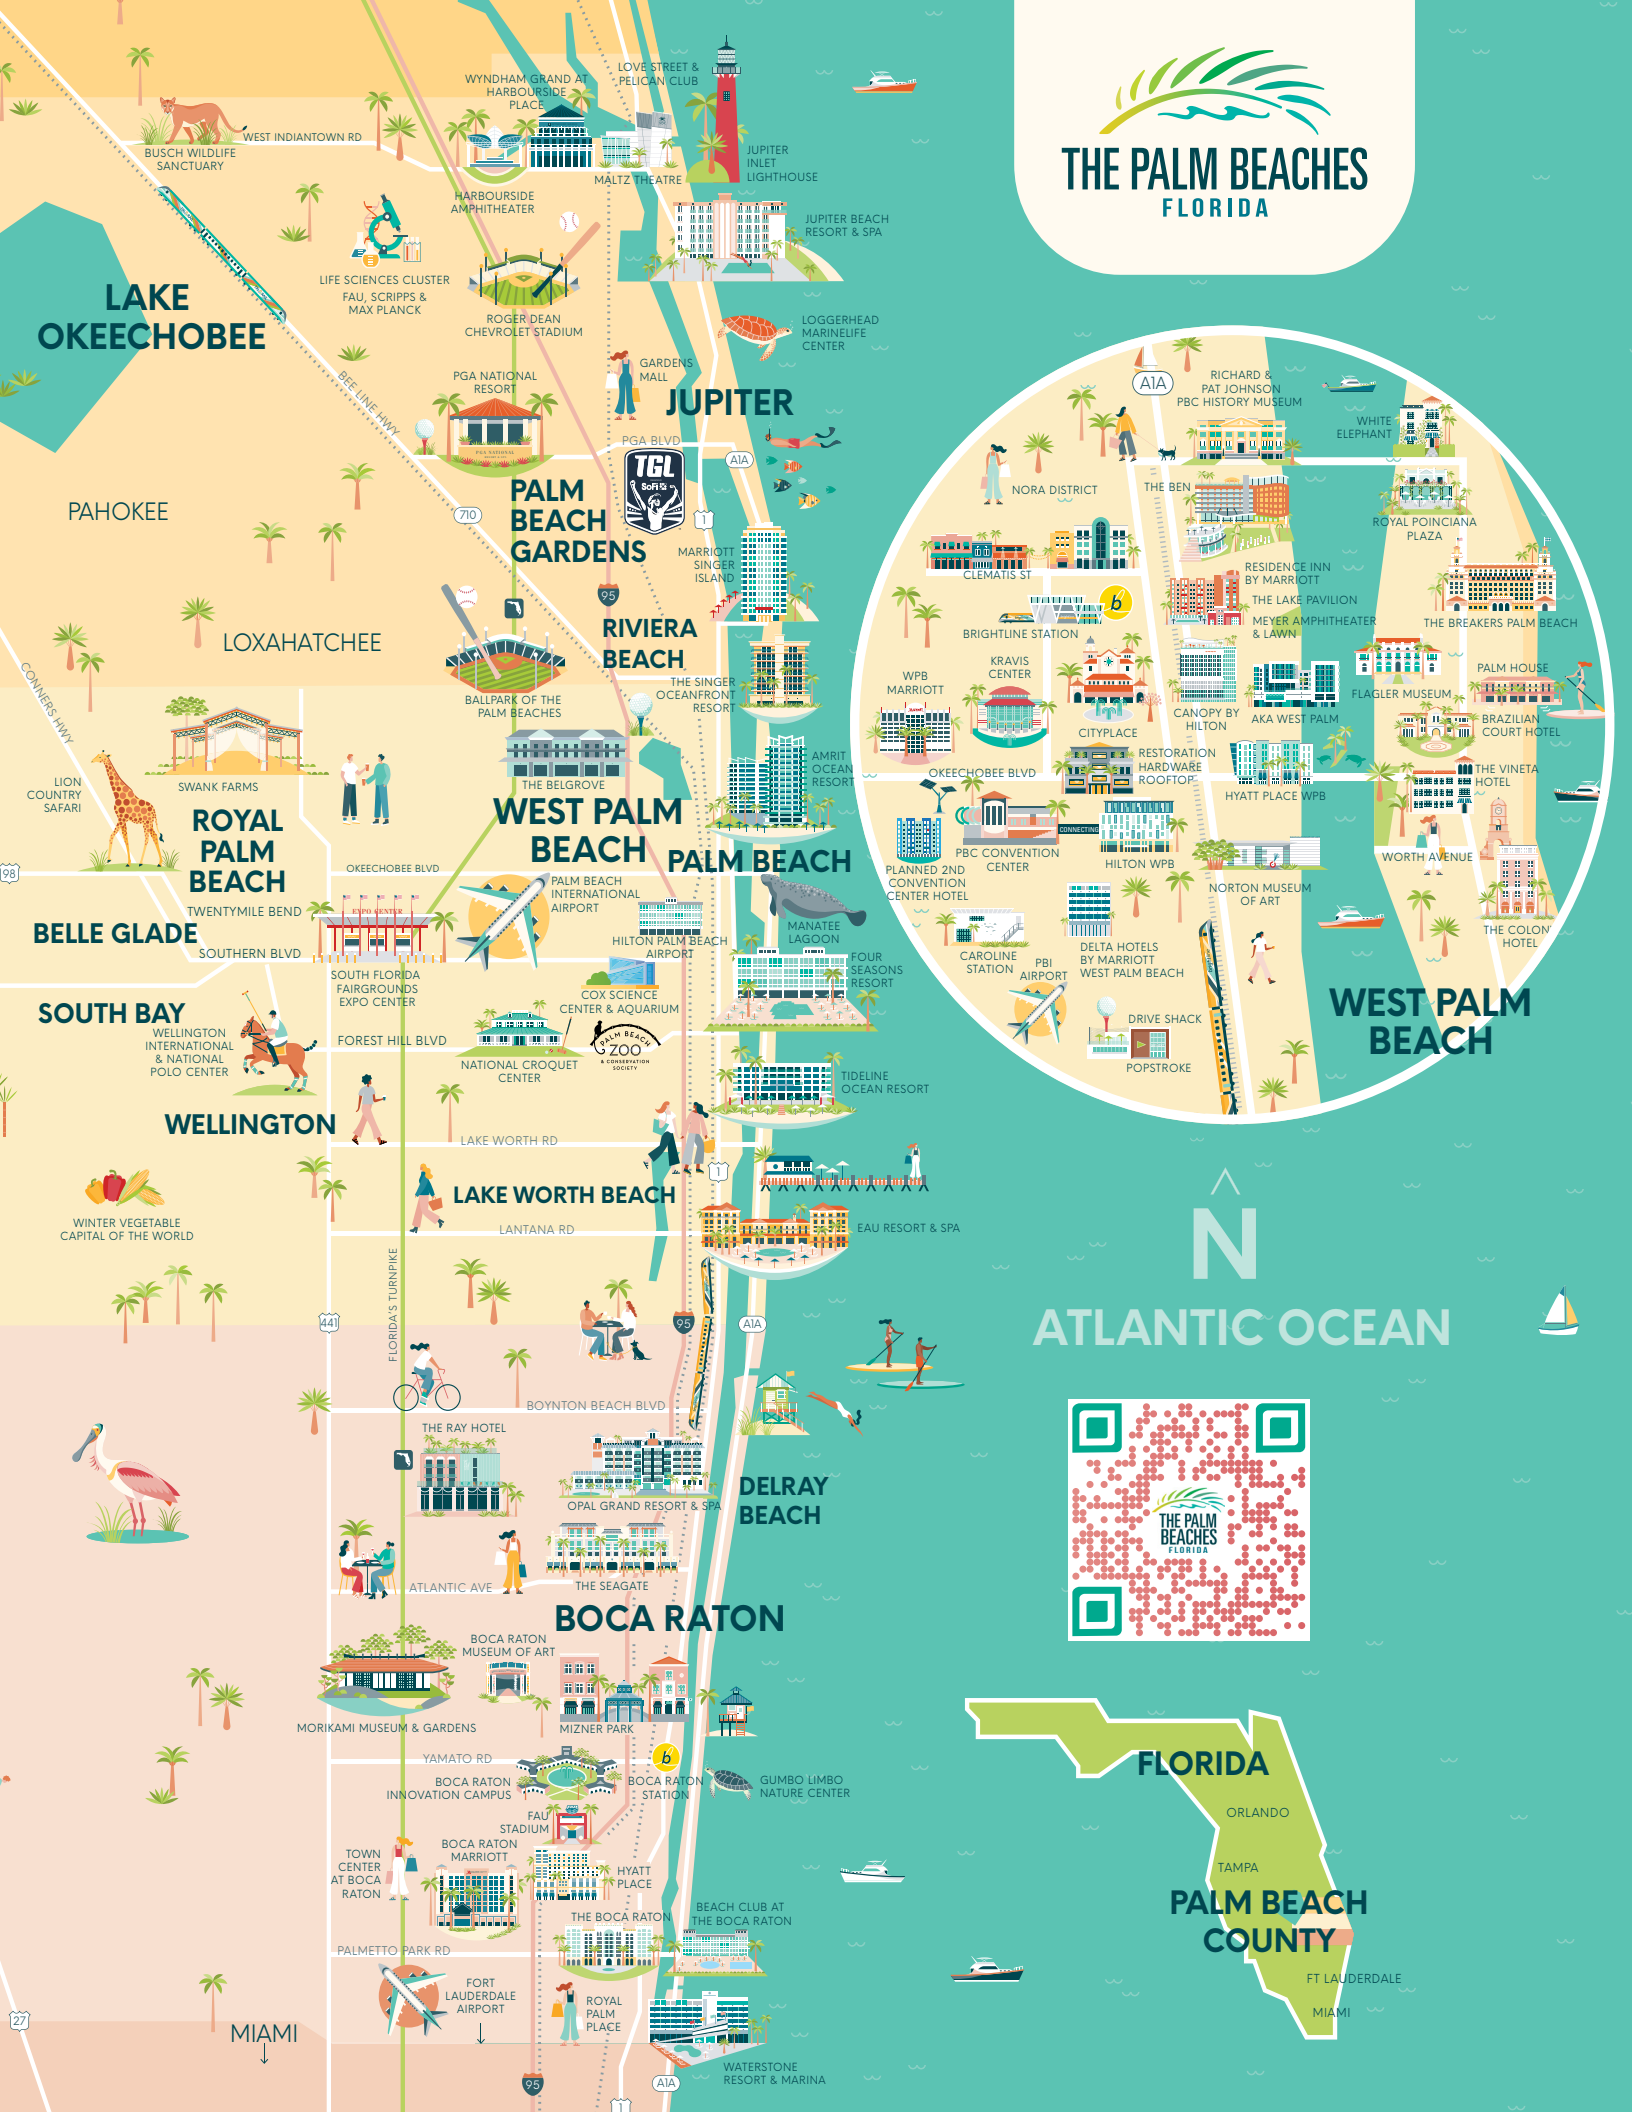 THE PALM BEACHES
FLORIDA
WYNDHAM GRAND AT
HARBOURSIDE
PLACE
LOVE STREET &
PELICAN CLUB
WEST INDIANTOWN RD
BUSCH WILDLIFE
SANCTUARY
MALTZ THEATRE
JUPITER
INLET
LIGHTHOUSE
HARBOURSIDE
AMPHITHEATER
JUPITER BEACH
RESORT & SPA
LIFE SCIENCES CLUSTER
FAU, SCRIPPS &
MAX PLANCK
LAKE
OKEECHOBEE
ROGER DEAN
CHEVROLET STADIUM
LOGGERHEAD
MARINELIFE
CENTER
BEE LINE HWY
PGA NATIONAL
RESORT
PGA NATIONAL
GARDENS
MALL
JUPITER
PGA BLVD
A1A
TGL
SoFi
PAHOKEE
710
PALM
BEACH
GARDENS
1
MARRIOTT
SINGER
ISLAND
95
RIVIERA
BEACH
LOXAHATCHEE
CONNERS HWY
BALLPARK OF THE
PALM BEACHES
THE SINGER
OCEANFRONT
RESORT
LION
COUNTRY
SAFARI
SWANK FARMS
THE BELGROVE
AMRIT
OCEAN
RESORT
ROYAL
PALM
BEACH
WEST PALM
BEACH
PALM BEACH
98
OKEECHOBEE BLVD
TWENTYMILE BEND
EXPO CENTER
PALM BEACH
INTERNATIONAL
AIRPORT
BELLE GLADE
SOUTHERN BLVD
HILTON PALM BEACH
AIRPORT
MANATEE
LAGOON
SOUTH FLORIDA
FAIRGROUNDS
EXPO CENTER
COX SCIENCE
CENTER & AQUARIUM
FOUR
SEASONS
RESORT
SOUTH BAY
WELLINGTON
INTERNATIONAL
& NATIONAL
POLO CENTER
FOREST HILL BLVD
NATIONAL CROQUET
CENTER
PALM BEACH
ZOO
& CONSERVATION
SOCIETY
TIDELINE
OCEAN RESORT
WELLINGTON
LAKE WORTH RD
1
LAKE WORTH BEACH
WINTER VEGETABLE
CAPITAL OF THE WORLD
LANTANA RD
EAU RESORT & SPA
FLORIDA'S TURNPIKE
441
95
A1A
BOYNTON BEACH BLVD
THE RAY HOTEL
OPAL GRAND RESORT & SPA
DELRAY
BEACH
THE SEAGATE
ATLANTIC AVE
BOCA RATON
BOCA RATON
MUSEUM OF ART
MORIKAMI MUSEUM & GARDENS
MIZNER PARK
YAMATO RD
b
BOCA RATON
INNOVATION CAMPUS
BOCA RATON
STATION
GUMBO LIMBO
NATURE CENTER
FAU
STADIUM
TOWN
CENTER
AT BOCA
RATON
BOCA RATON
MARRIOTT
HYATT
PLACE
THE BOCA RATON
BEACH CLUB AT
THE BOCA RATON
PALMETTO PARK RD
FORT
LAUDERDALE
AIRPORT
ROYAL
PALM
PLACE
27
MIAMI
WATERSTONE
RESORT & MARINA
95
A1A
1
A1A
RICHARD &
PAT JOHNSON
PBC HISTORY MUSEUM
WHITE
ELEPHANT
NORA DISTRICT
THE BEN
ROYAL POINCIANA
PLAZA
CLEMATIS ST
RESIDENCE INN
BY MARRIOTT
THE LAKE PAVILION
MEYER AMPHITHEATER
& LAWN
THE BREAKERS PALM BEACH
b
BRIGHTLINE STATION
WPB
MARRIOTT
KRAVIS
CENTER
CITYPLACE
CANOPY BY
HILTON
AKA WEST PALM
FLAGLER MUSEUM
PALM HOUSE
BRAZILIAN
COURT HOTEL
OKEECHOBEE BLVD
RESTORATION
HARDWARE
ROOFTOP
HYATT PLACE WPB
THE VINETA
HOTEL
CONNECTING
PBC CONVENTION
CENTER
HILTON WPB
PLANNED 2ND
CONVENTION
CENTER HOTEL
NORTON MUSEUM
OF ART
WORTH AVENUE
THE COLON
HOTEL
CAROLINE
STATION
DELTA HOTELS
BY MARRIOTT
WEST PALM BEACH
PBI
AIRPORT
DRIVE SHACK
POPSTROKE
WEST PALM
BEACH
N
ATLANTIC OCEAN
THE PALM
BEACHES
FLORIDA
FLORIDA
ORLANDO
TAMPA
PALM BEACH
COUNTY
FT LAUDERDALE
MIAMI